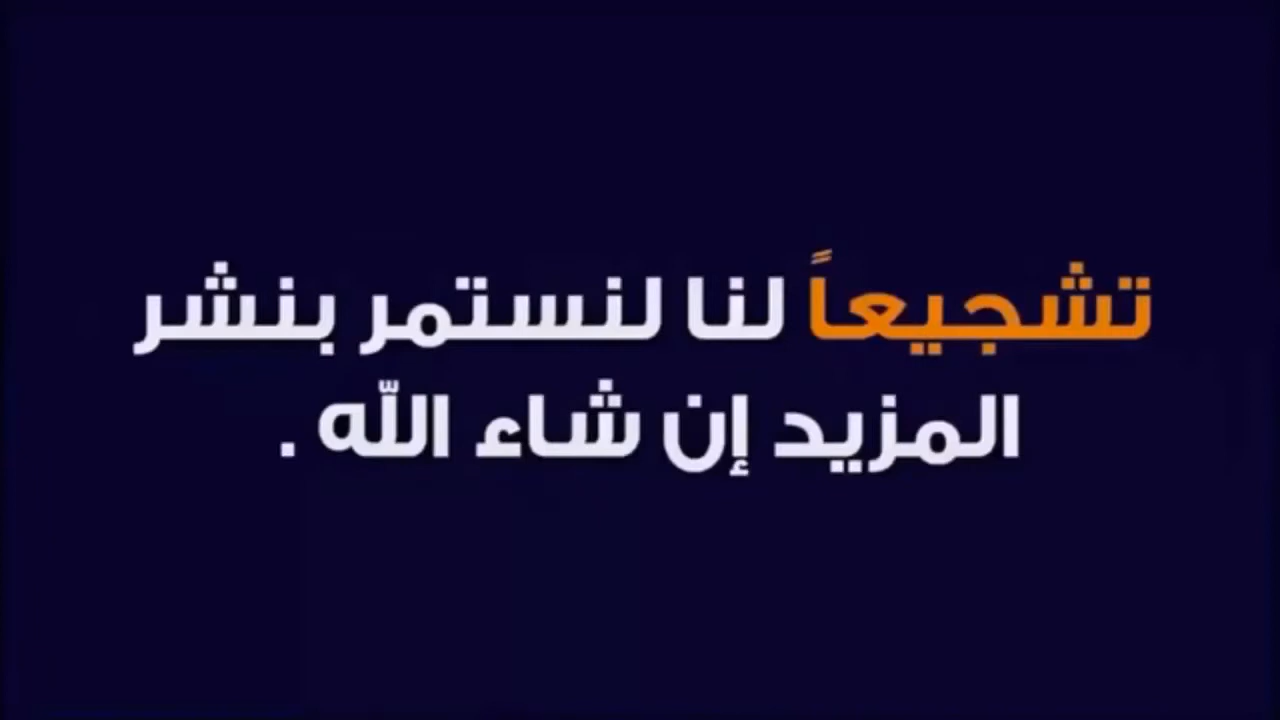 تشجيعاً لنا لنستمر بنشر
المزيد إن شاء اللّه .